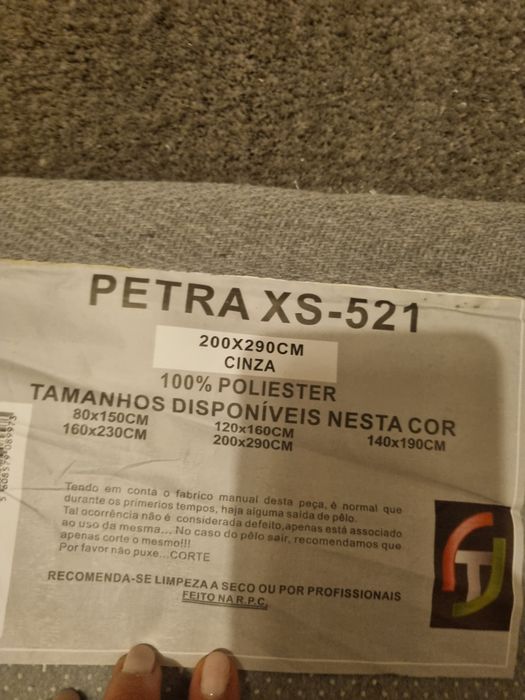 PETRA XS-521
200X290CM
CINZA
100% POLIESTER
TAMANHOS DISPONÍVEIS NESTA COR
80x150CM 120x160CM 140x190CM
160x230CM 200x290CM
Tendo em conta o fabrico manual desta peça, é normal que
durante os primerios tempos, haja alguma saída de pêlo.
Tal ocorrência não é considerada defeito,apenas está associado
ao uso da mesma... No caso do pêlo sair, recomendamos que
apenas corte o mesmo!!!
Por favor não puxe...CORTE
RECOMENDA-SE LIMPEZA A SECO OU POR PROFISSIONAIS
FEITO NA R.P.C.